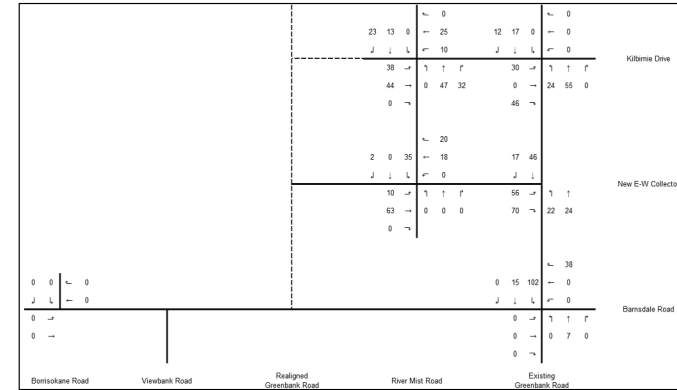 ↖ 0 ↖ 0
23 13 0 ← 25 12 17 0 ← 0
↲ ↓ ↳ ↙ 10 ↲ ↓ ↳ ↙ 0
Kilbirnie Drive
38 ↗ ↰ ↑ ↱ 30 ↗ ↰ ↑ ↱
44 → 0 47 32 0 → 24 55 0
0 ↘ 46 ↘
↖ 20
2 0 35 ← 18 17 46
↲ ↓ ↳ ↙ 0 ↲ ↓
New E-W Collecto
10 ↗ ↰ ↑ ↱ 56 ↗ ↰ ↑
63 → 0 0 0 70 ↘ 22 24
0 ↘
↖ 38
0 0 ↖ 0 0 15 102 ← 0
↲ ↳ ← 0 ↲ ↓ ↳ ↙ 0
Barnsdale Road
0 ↗ 0 ↗ ↰ ↑ ↱
0 → 0 → 0 7 0
0 ↘
Borrisokane Road Viewbank Road Realigned Greenbank Road River Mist Road Existing Greenbank Road